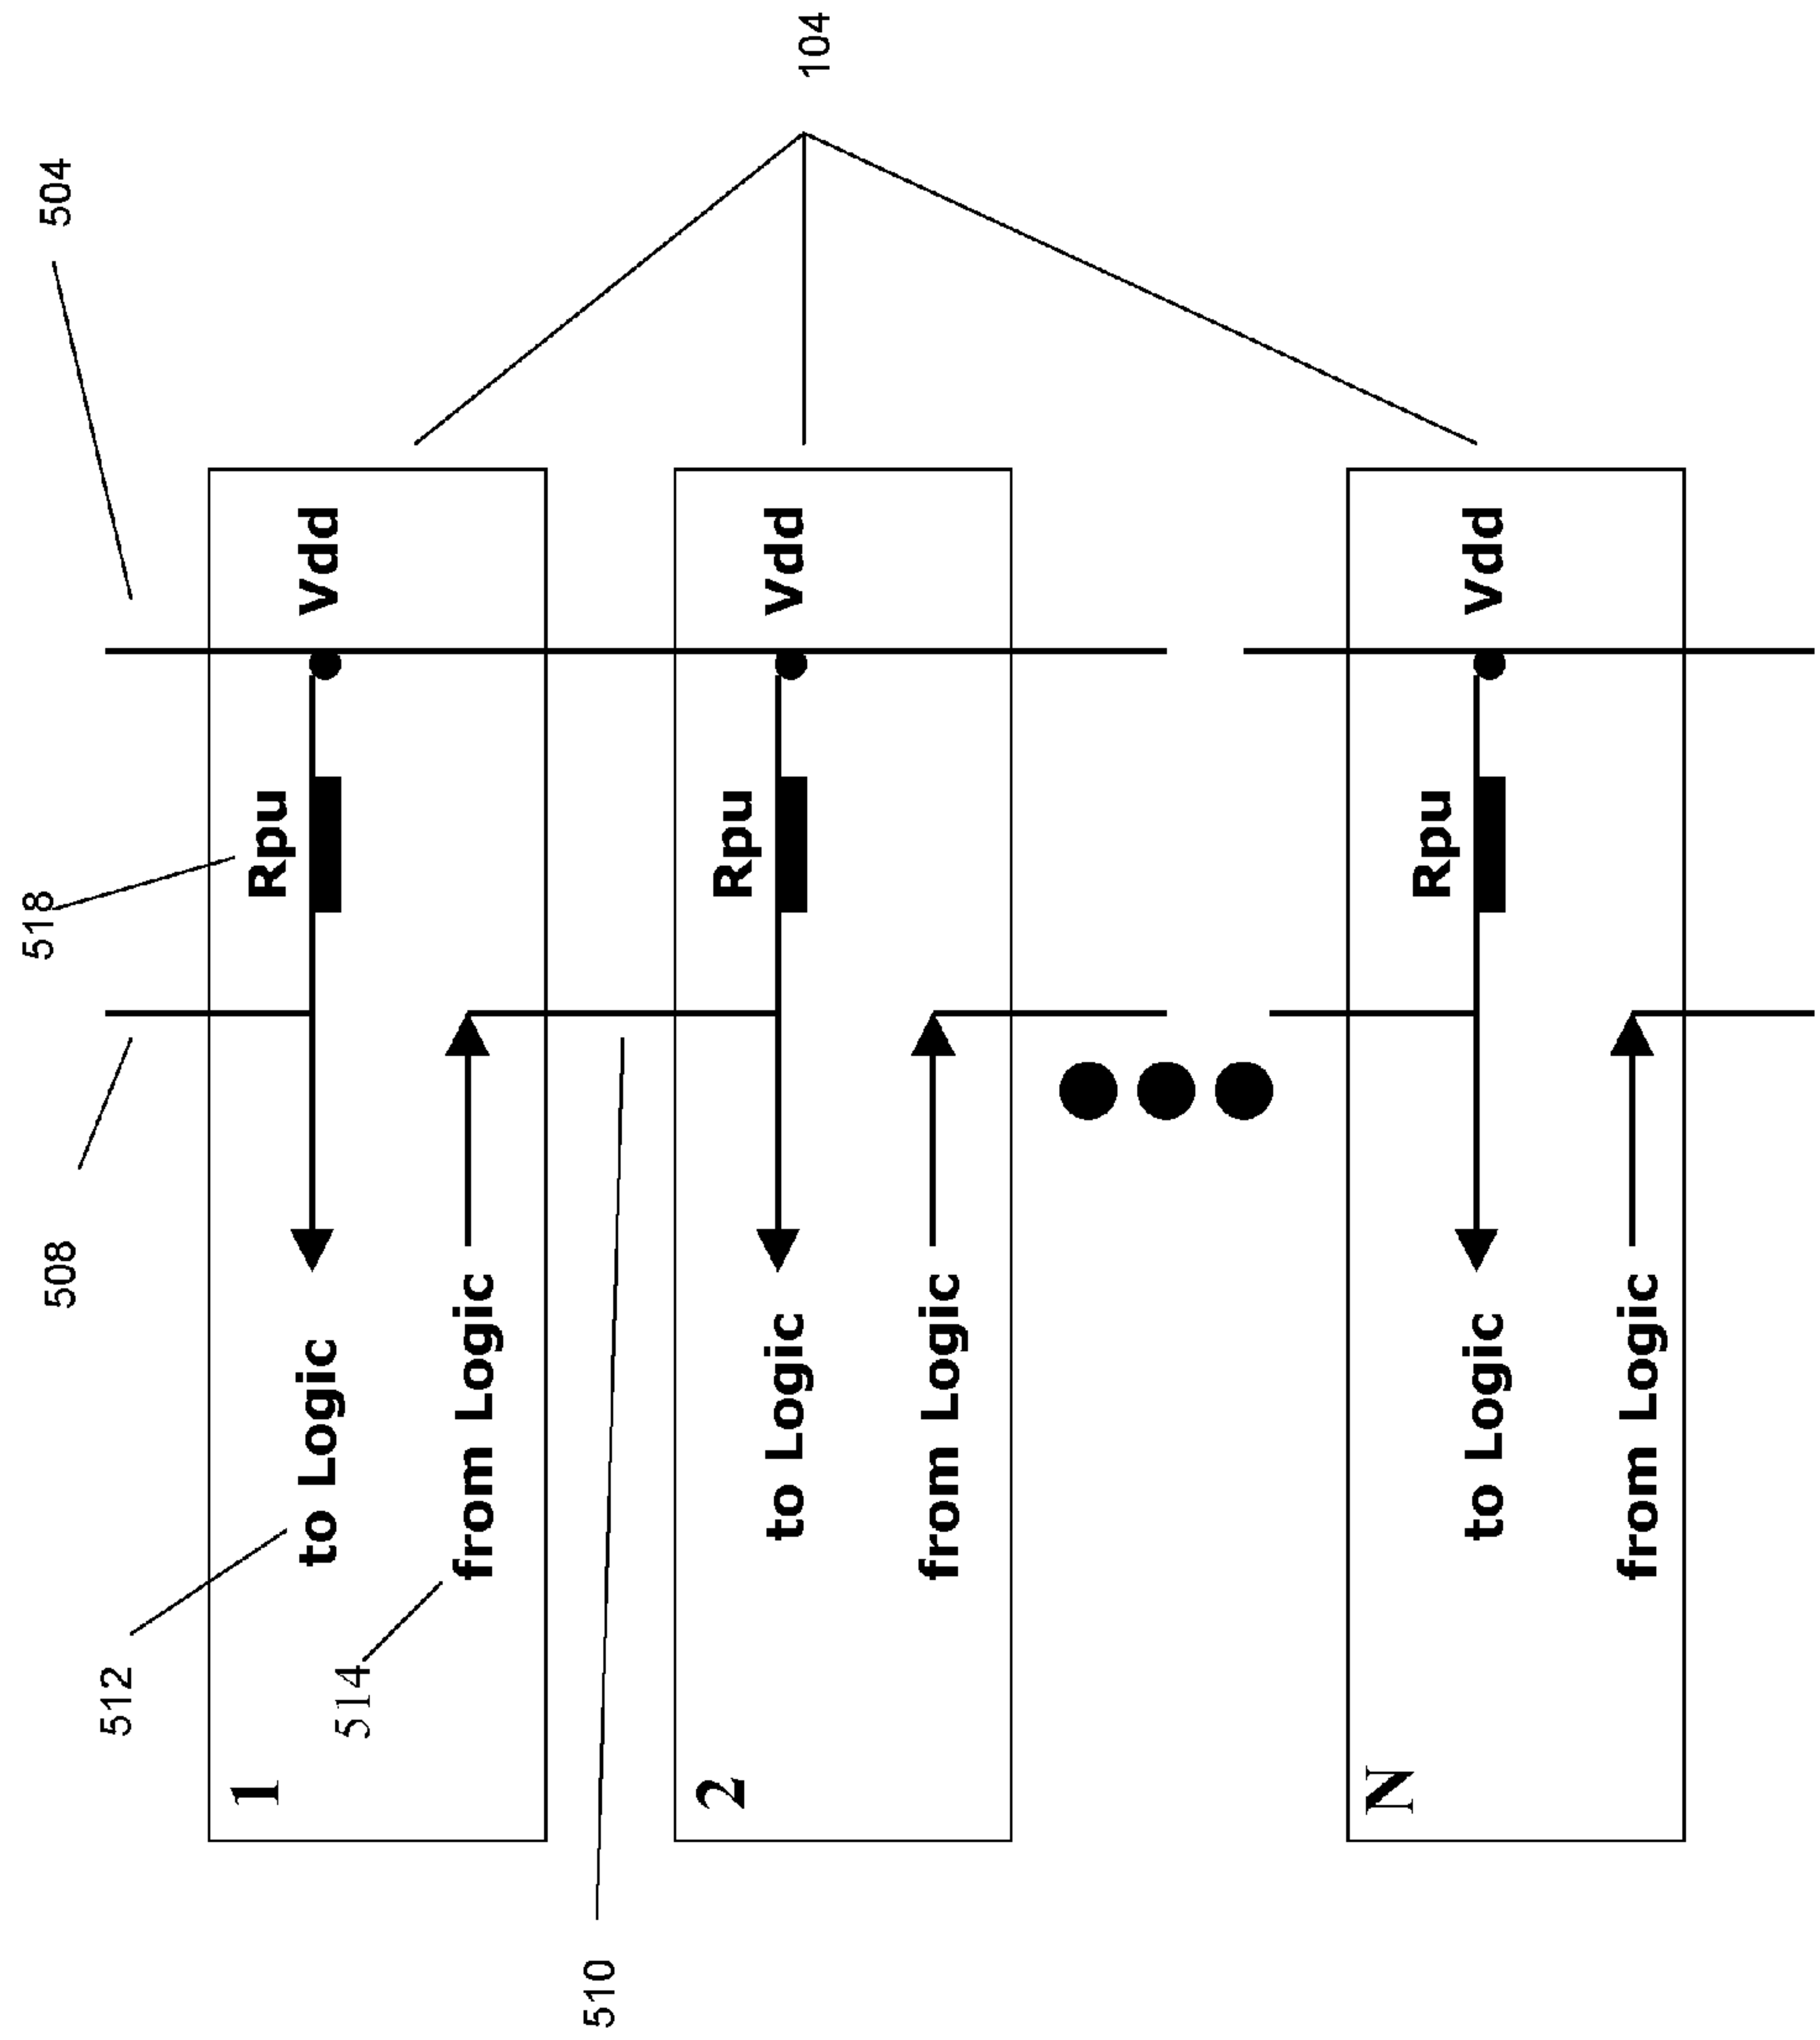 508
518
504
512
1
Rpu
to Logic
Vdd
514
from Logic
510
2
Rpu
to Logic
Vdd
104
from Logic
N
Rpu
to Logic
Vdd
from Logic